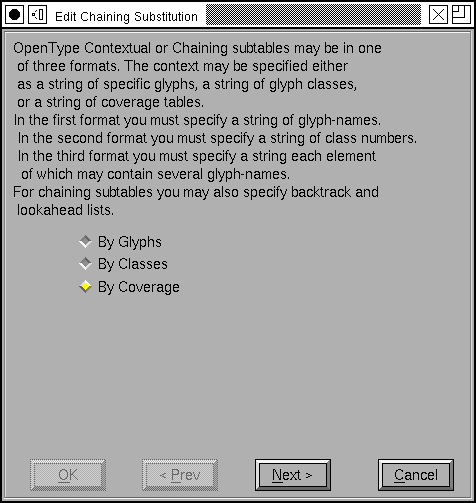 Edit Chaining Substitution
OpenType Contextual or Chaining subtables may be in one
of three formats. The context may be specified either
as a string of specific glyphs, a string of glyph classes,
or a string of coverage tables.
In the first format you must specify a string of glyph-names.
In the second format you must specify a string of class numbers.
In the third format you must specify a string each element
of which may contain several glyph-names.
For chaining subtables you may also specify backtrack and
lookahead lists.
By Glyphs
By Classes
By Coverage
OK < Prev Next > Cancel